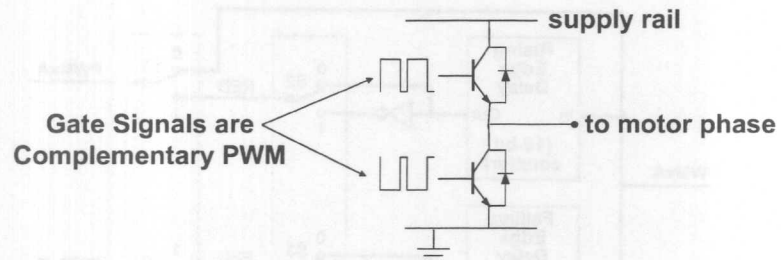 supply rail
Gate Signals are
Complementary PWM
to motor phase